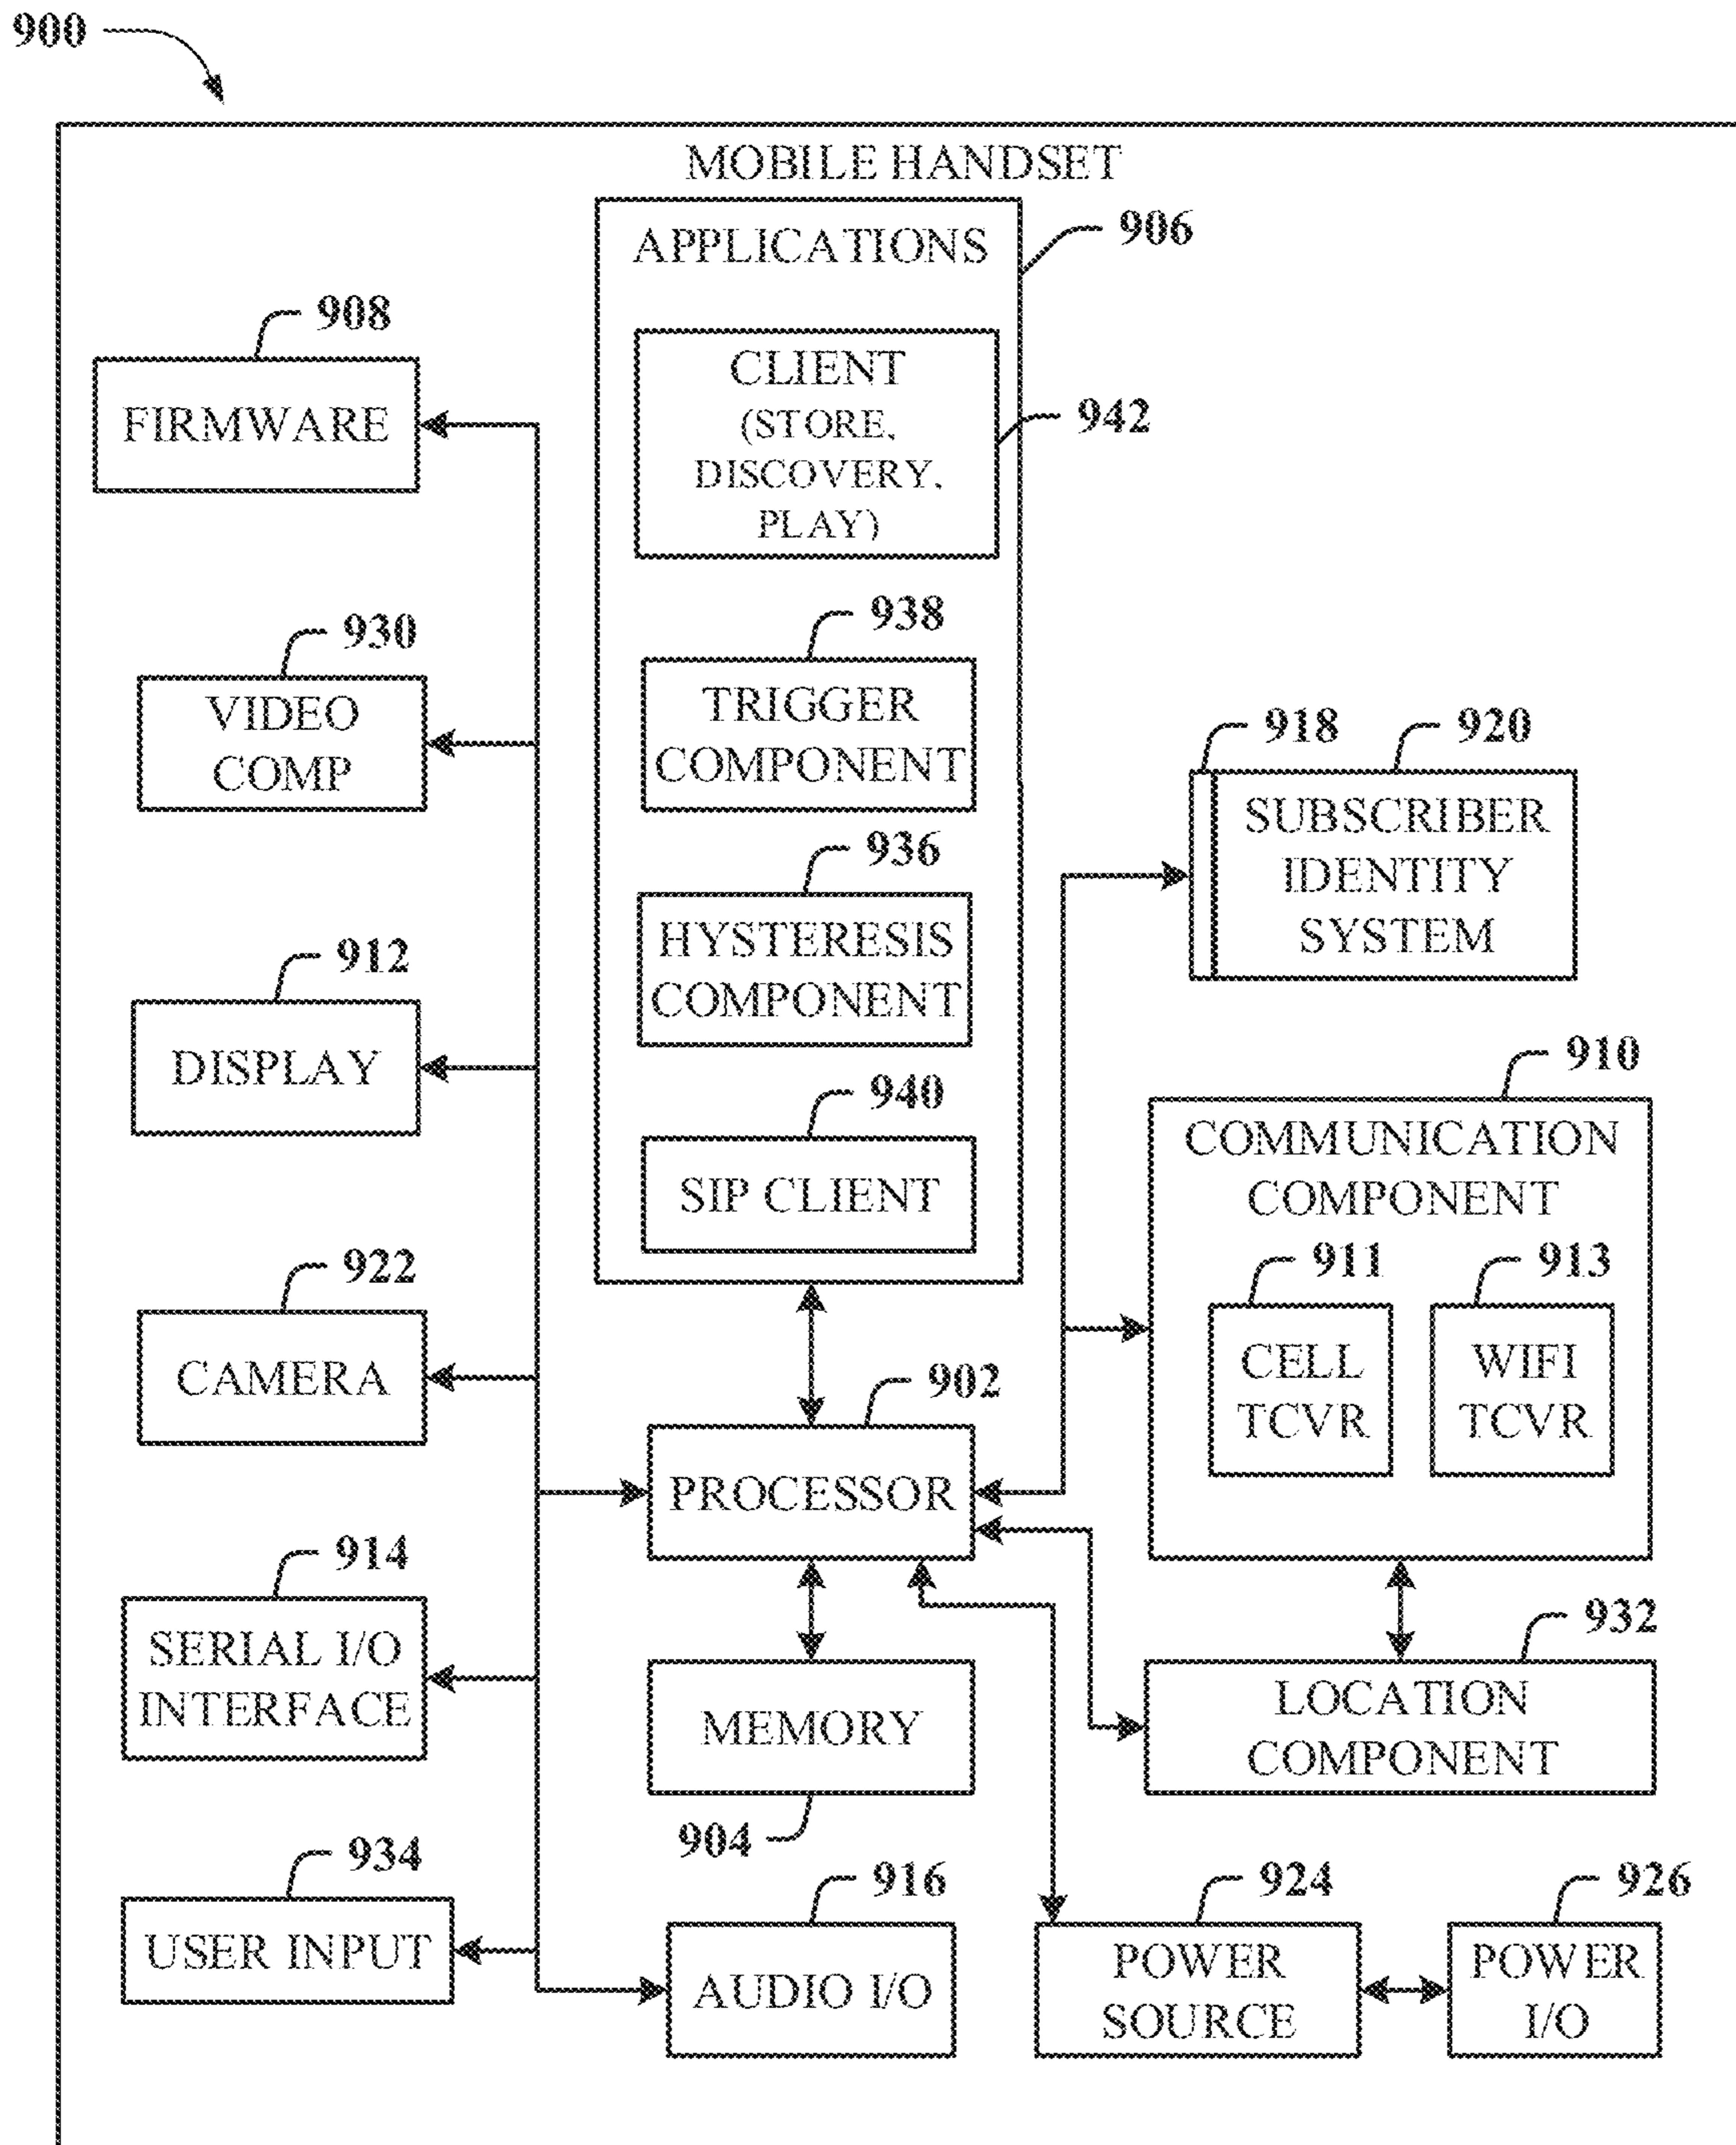 900
MOBILE HANDSET
APPLICATIONS
906
CLIENT
(STORE,
DISCOVERY,
PLAY)
942
908
FIRMWARE
938
TRIGGER
COMPONENT
930
VIDEO
COMP
918
920
SUBSCRIBER
IDENTITY
SYSTEM
936
HYSTERESIS
COMPONENT
912
DISPLAY
940
SIP CLIENT
910
COMMUNICATION
COMPONENT
911
CELL
TCVR
913
WIFI
TCVR
922
CAMERA
902
PROCESSOR
914
SERIAL I/O
INTERFACE
MEMORY
904
932
LOCATION
COMPONENT
934
USER INPUT
916
AUDIO I/O
924
POWER
SOURCE
926
POWER
I/O